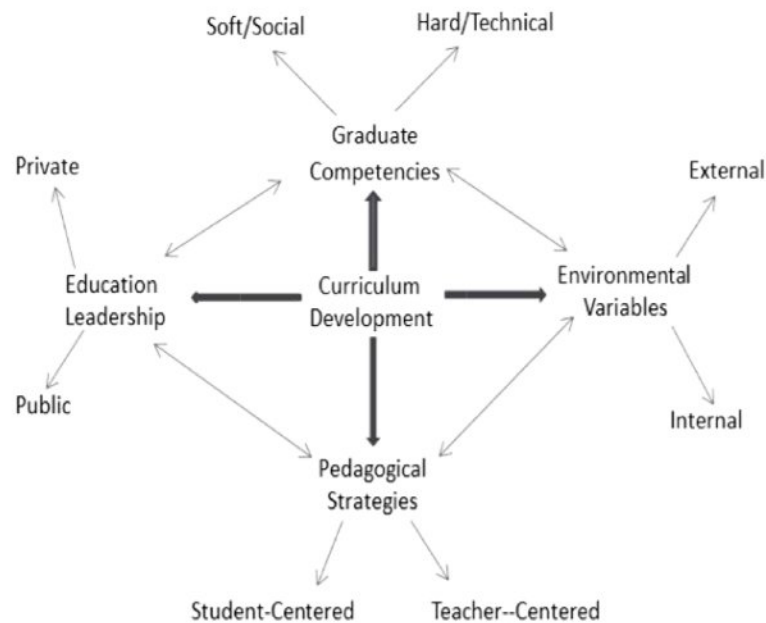 Soft/Social
Hard/Technical
Graduate
Competencies
Private
External
Education
Leadership
Curriculum
Development
Environmental
Variables
Public
Internal
Pedagogical
Strategies
Student-Centered
Teacher--Centered